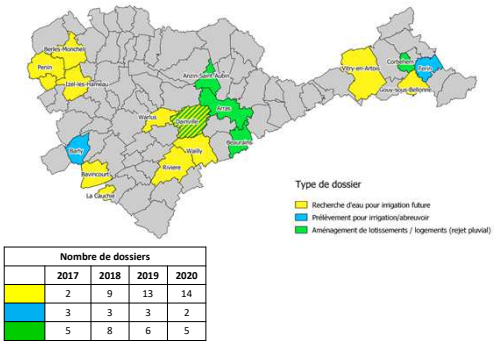 Berles-Monchel
Penin
Izel-les-Hameau
Anzin-Saint-Aubin
Vitry-en-Artois
Corbehem
Férin
Gouy-sous-Bellonne
Arras
Warlus
Dainville
Beaurains
Barly
Wailly
Bavincourt
Riviere
La Cauchie
Type de dossier
Recherche d'eau pour irrigation future
Prélèvement pour irrigation/abreuvoir
Aménagement de lotissements / logements (rejet pluvial)
Nombre de dossiers
2017 2018 2019 2020
2 9 13 14
3 3 3 2
5 8 6 5